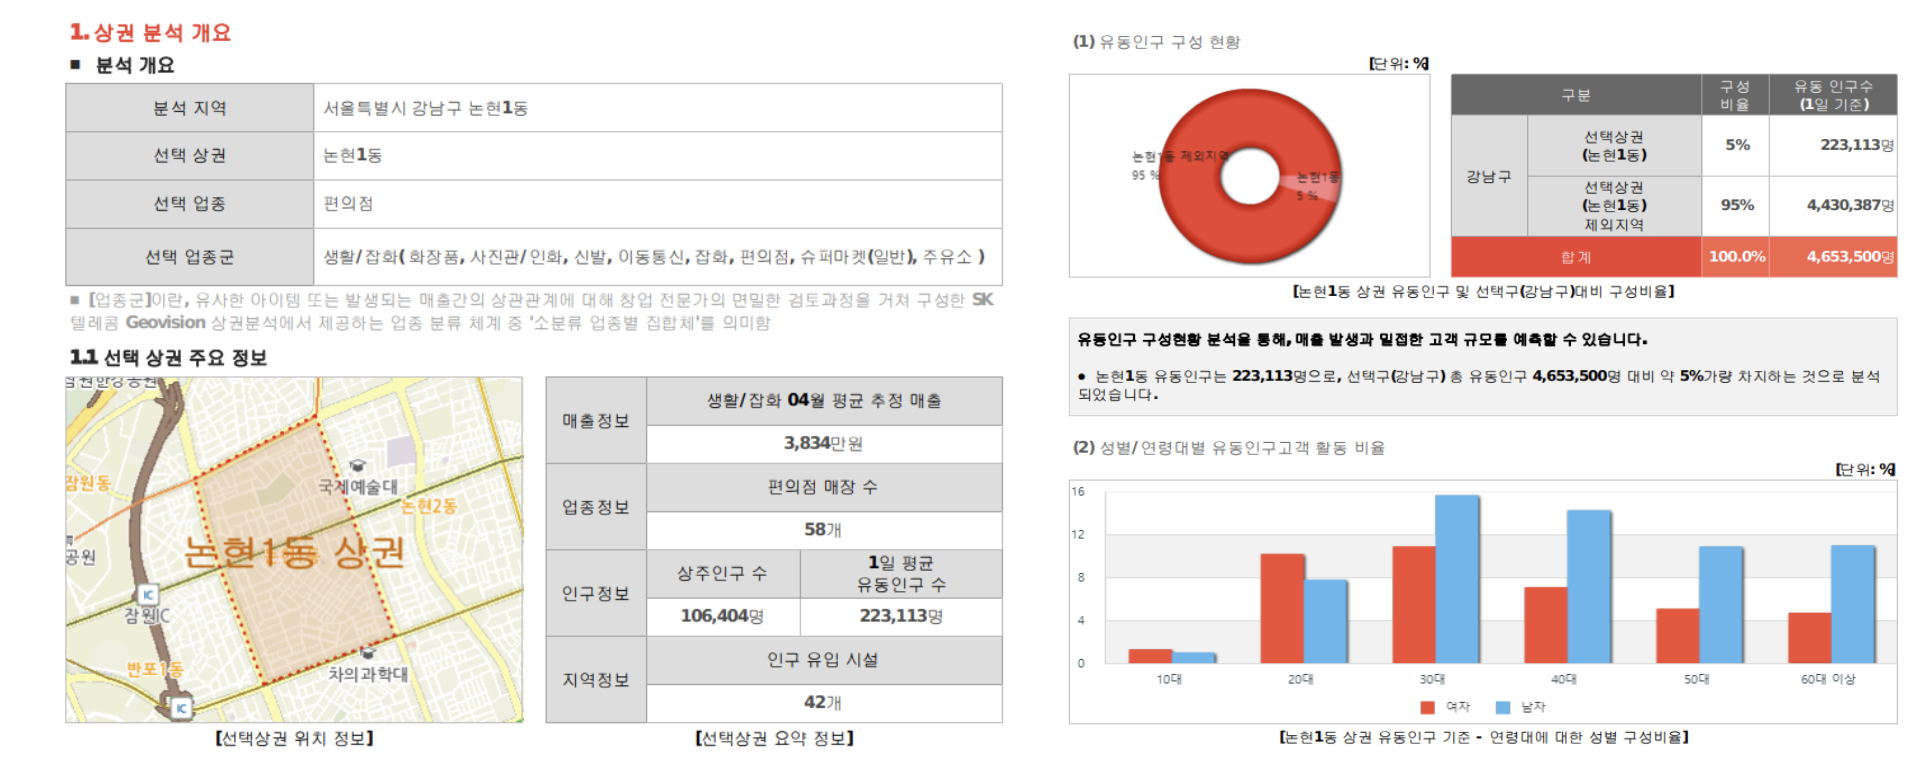 1. 상권 분석 개요
■ 분석 개요
분석 지역
서울특별시 강남구 논현1동
선택 상권
논현1동
선택 업종
편의점
선택 업종군
생활/잡화( 화장품, 사진관/인화, 신발, 이동통신, 잡화, 편의점, 슈퍼마켓(일반), 주유소 )
■ [업종군]이란, 유사한 아이템 또는 발생되는 매출간의 상관관계에 대해 창업 전문가의 면밀한 검토과정을 거쳐 구성한 SK
텔레콤 Geovision 상권분석에서 제공하는 업종 분류 체계 중 '소분류 업종별 집합체'를 의미함
1.1 선택 상권 주요 정보
잠원한강공원
잠원동
국제예술대
논현2동
공원
논현1동 상권
IC
잠원IC
반포1동
차의과학대
IC
[선택상권 위치 정보]
매출정보
생활/잡화 04월 평균 추정 매출
3,834만원
업종정보
편의점 매장 수
58개
인구정보
상주인구 수
1일 평균
유동인구 수
106,404명
223,113명
지역정보
인구 유입 시설
42개
[선택상권 요약 정보]
(1) 유동인구 구성 현황
[단위: %]
논현1동 제외지역
95 %
논현1동
5 %
구분
구성
비율
유동 인구수
(1일 기준)
강남구
선택상권
(논현1동)
5%
223,113명
선택상권
(논현1동)
제외지역
95%
4,430,387명
합계
100.0%
4,653,500명
[논현1동 상권 유동인구 및 선택구(강남구)대비 구성비율]
유동인구 구성현황 분석을 통해, 매출 발생과 밀접한 고객 규모를 예측할 수 있습니다.
● 논현1동 유동인구는 223,113명으로, 선택구(강남구) 총 유동인구 4,653,500명 대비 약 5%가량 차지하는 것으로 분석
되었습니다.
(2) 성별/연령대별 유동인구고객 활동 비율
[단위: %]
16
12
8
4
0
10대
20대
30대
40대
50대
60대 이상
여자
남자
[논현1동 상권 유동인구 기준 - 연령대에 대한 성별 구성비율]